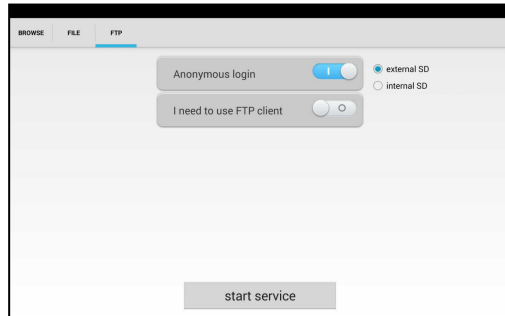 BROWSE FILE FTP
Anonymous login
external SD
internal SD
I need to use FTP client
start service